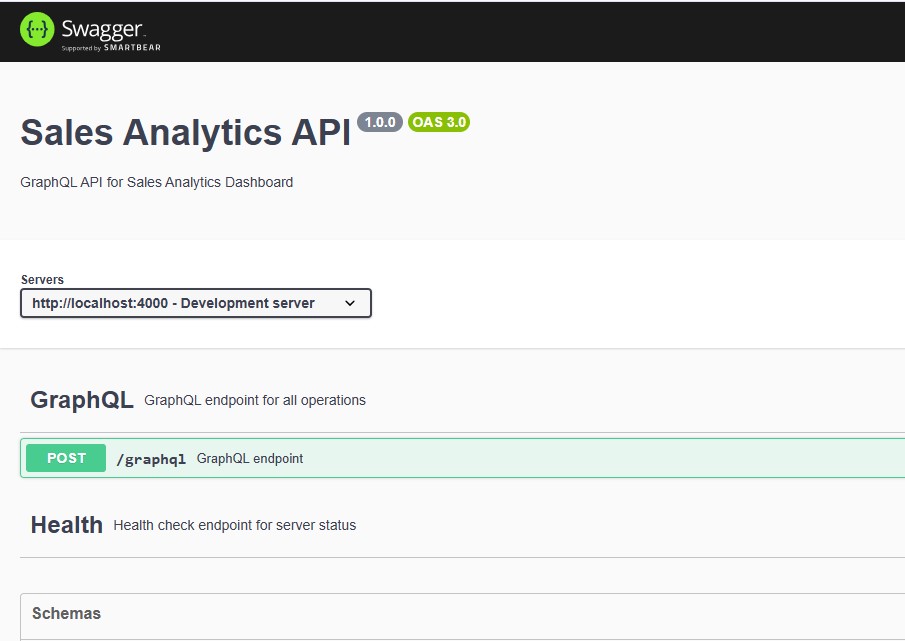 Swagger
Supported by SMARTBEAR
Sales Analytics API 1.0.0 OAS 3.0
GraphQL API for Sales Analytics Dashboard
Servers
http://localhost:4000 - Development server
GraphQL GraphQL endpoint for all operations
POST /graphql GraphQL endpoint
Health Health check endpoint for server status
Schemas